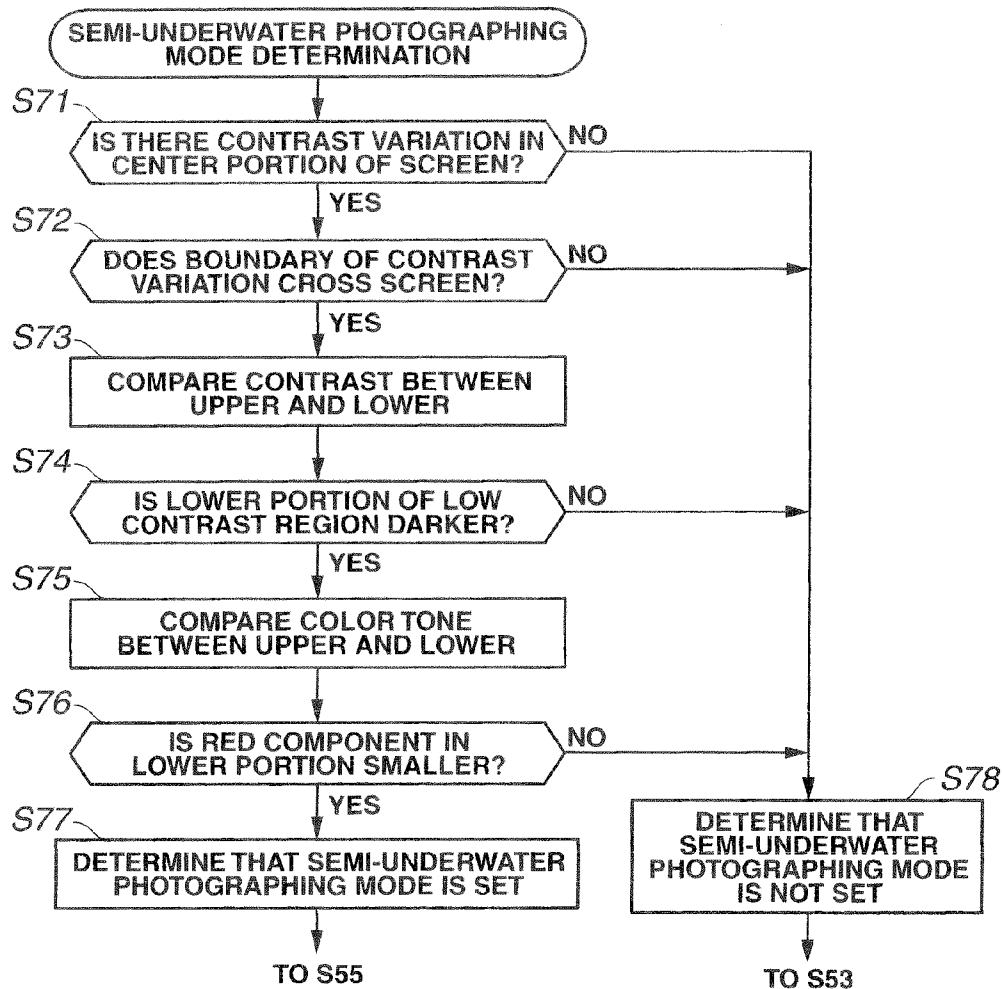 SEMI-UNDERWATER PHOTOGRAPHING
MODE DETERMINATION
S71
IS THERE CONTRAST VARIATION IN
CENTER PORTION OF SCREEN?
NO
YES
S72
DOES BOUNDARY OF CONTRAST
VARIATION CROSS SCREEN?
NO
YES
S73
COMPARE CONTRAST BETWEEN
UPPER AND LOWER
S74
IS LOWER PORTION OF LOW
CONTRAST REGION DARKER?
NO
YES
S75
COMPARE COLOR TONE
BETWEEN UPPER AND LOWER
S76
IS RED COMPONENT IN
LOWER PORTION SMALLER?
NO
YES
S77
DETERMINE THAT SEMI-UNDERWATER
PHOTOGRAPHING MODE IS SET
TO S55
S78
DETERMINE THAT
SEMI-UNDERWATER
PHOTOGRAPHING MODE
IS NOT SET
TO S53